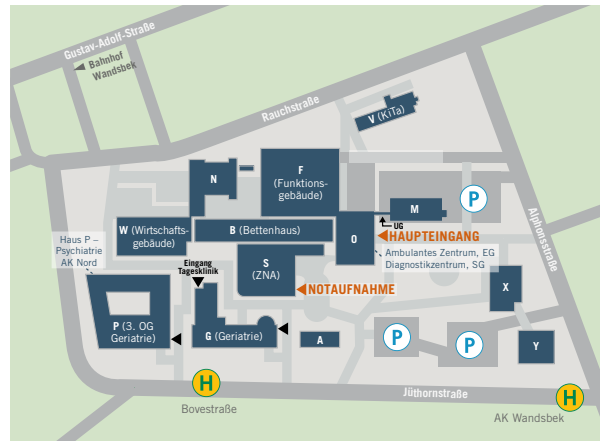 Gustav-Adolf-Straße
Bahnhof
Wandsbek
Rauchstraße
V (KiTa)
F
(Funktions-
gebäude)
N
M
P
Alphonsstraße
UG
W (Wirtschafts-
gebäude)
B (Bettenhaus)
O
HAUPTEINGANG
Ambulantes Zentrum, EG
Diagnostikzentrum, SG
Haus P –
Psychiatrie
AK Nord
Eingang
Tagesklinik
S
(ZNA)
NOTAUFNAHME
X
P (3. OG
Geriatrie)
G (Geriatrie)
A
P
P
Y
H
Bovestraße
Jüthornstraße
H
AK Wandsbek